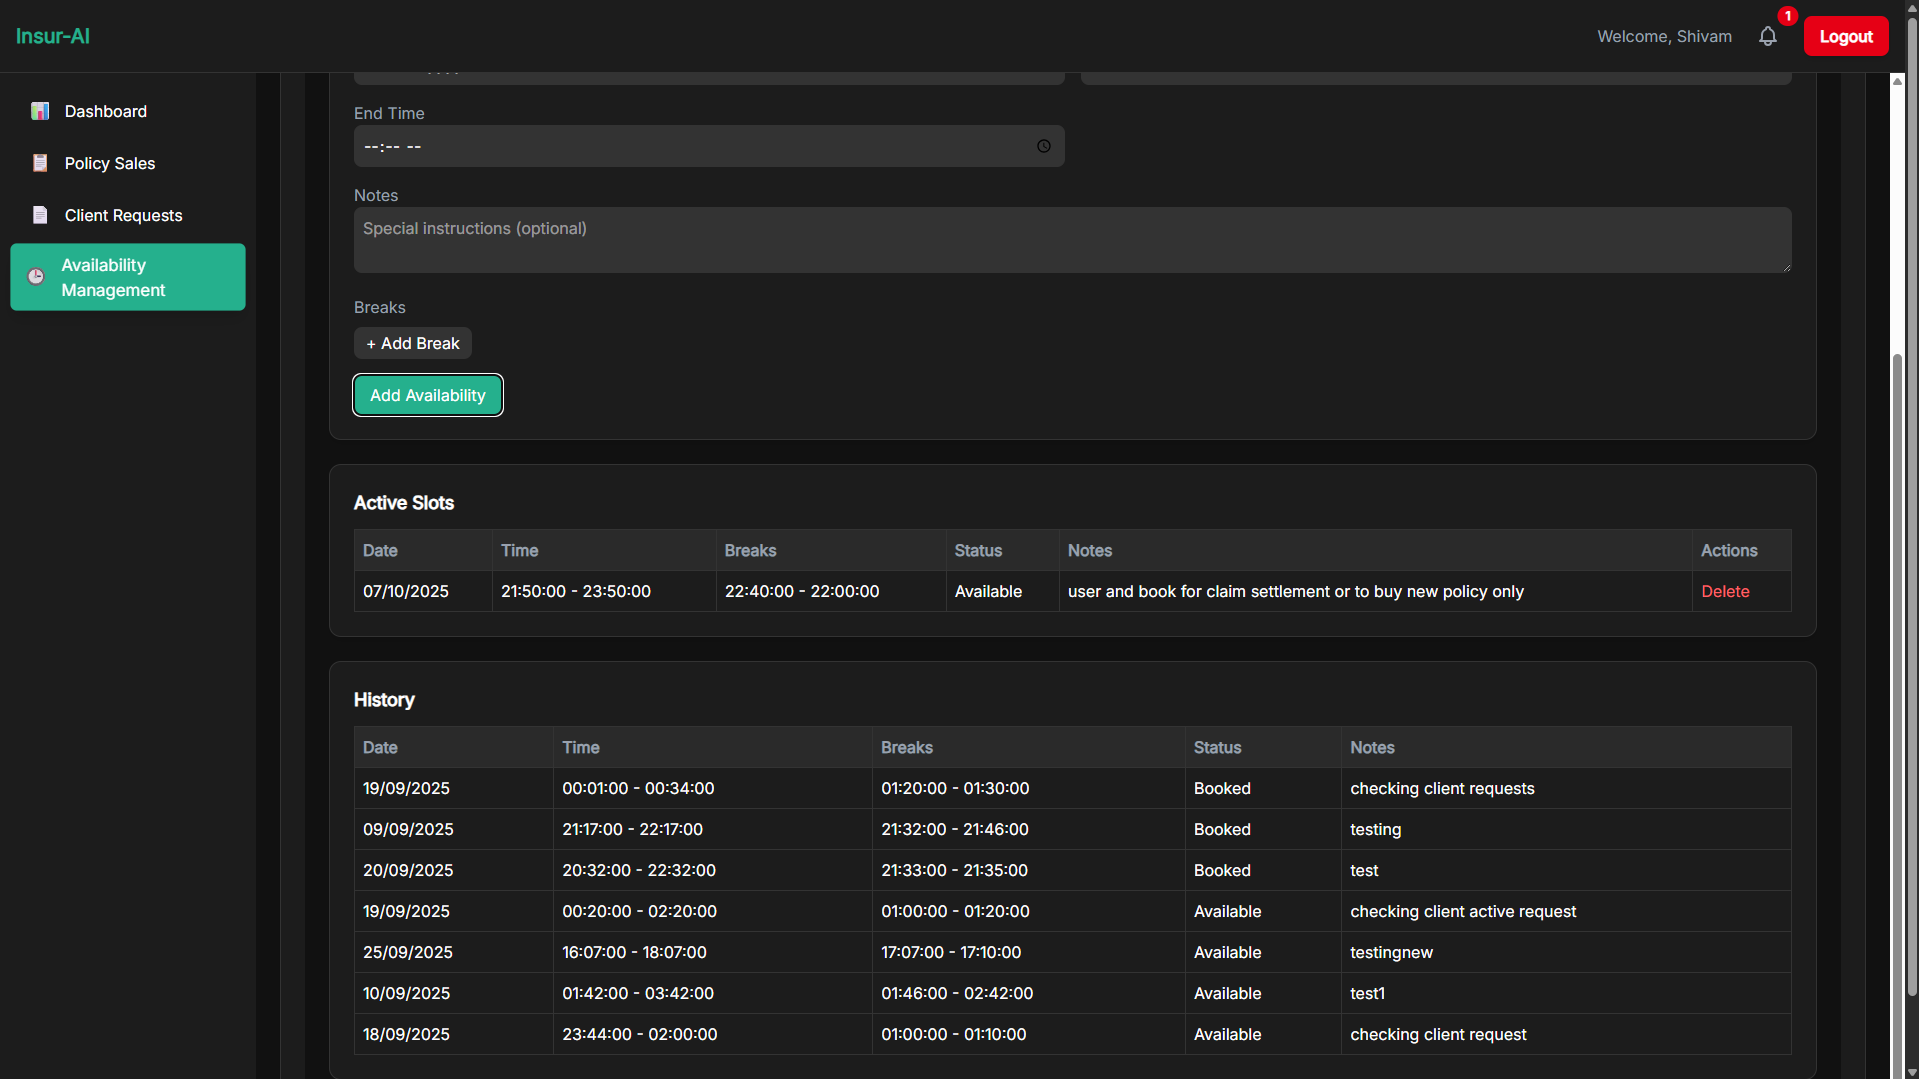 Insur-AI
Welcome, Shivam
1
Logout
Dashboard
Policy Sales
Client Requests
Availability
Management
End Time
--:-- --
Notes
Special instructions (optional)
Breaks
+ Add Break
Add Availability
Active Slots
Date Time Breaks Status Notes Actions
07/10/2025 21:50:00 - 23:50:00 22:40:00 - 22:00:00 Available user and book for claim settlement or to buy new policy only Delete
History
Date Time Breaks Status Notes
19/09/2025 00:01:00 - 00:34:00 01:20:00 - 01:30:00 Booked checking client requests
09/09/2025 21:17:00 - 22:17:00 21:32:00 - 21:46:00 Booked testing
20/09/2025 20:32:00 - 22:32:00 21:33:00 - 21:35:00 Booked test
19/09/2025 00:20:00 - 02:20:00 01:00:00 - 01:20:00 Available checking client active request
25/09/2025 16:07:00 - 18:07:00 17:07:00 - 17:10:00 Available testingnew
10/09/2025 01:42:00 - 03:42:00 01:46:00 - 02:42:00 Available test1
18/09/2025 23:44:00 - 02:00:00 01:00:00 - 01:10:00 Available checking client request